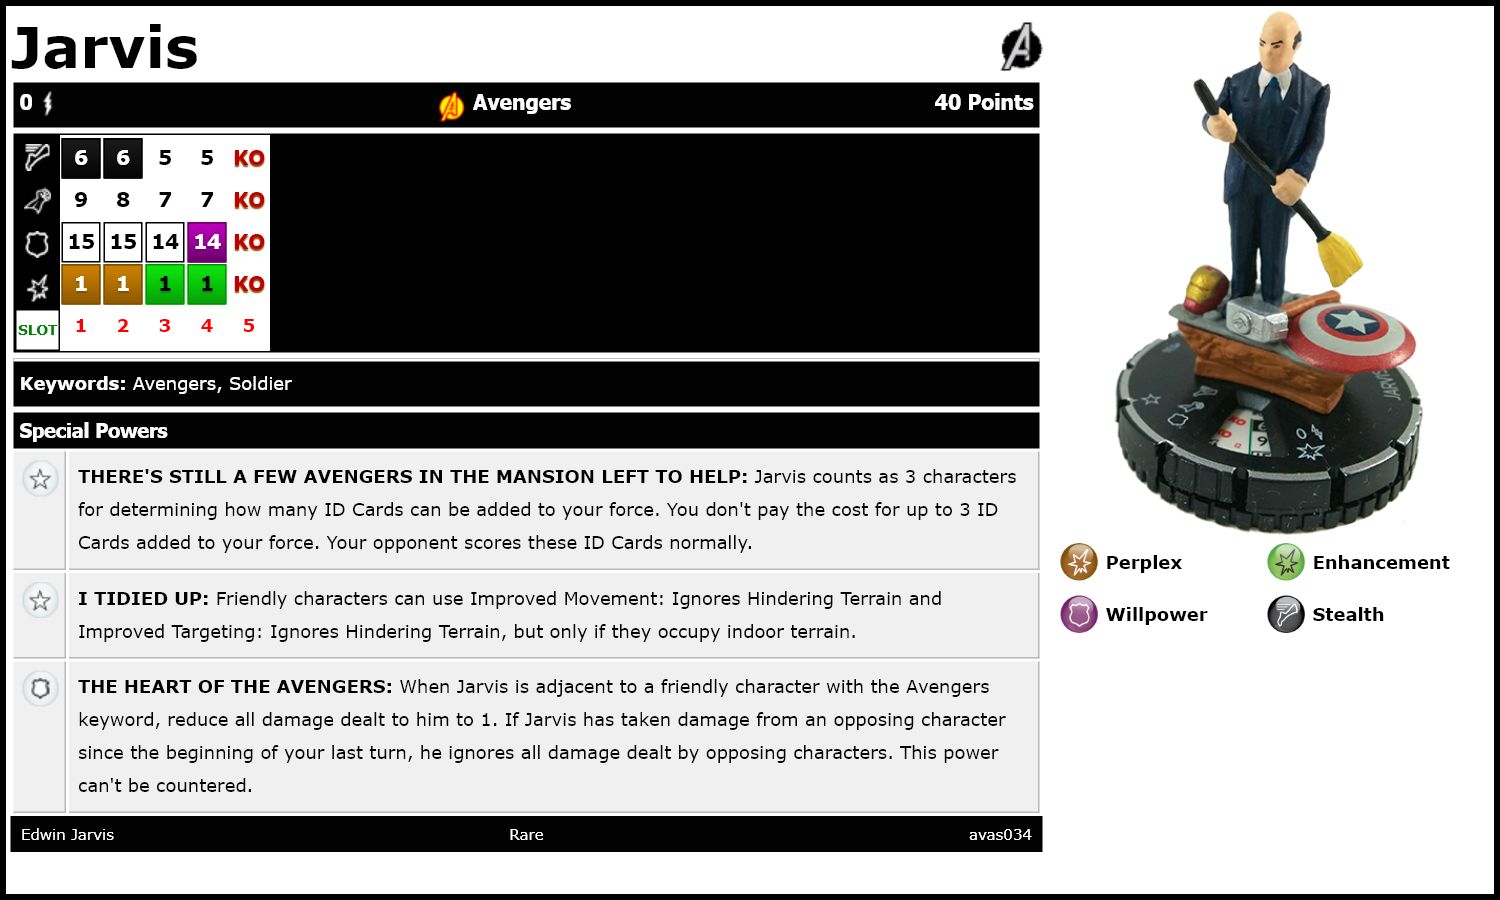 Jarvis
0 Avengers 40 Points
6 6 5 5 KO
9 8 7 7 KO
15 15 14 14 KO
1 1 1 1 KO
SLOT 1 2 3 4 5
Keywords: Avengers, Soldier
Special Powers
THERE'S STILL A FEW AVENGERS IN THE MANSION LEFT TO HELP: Jarvis counts as 3 characters
for determining how many ID Cards can be added to your force. You don't pay the cost for up to 3 ID
Cards added to your force. Your opponent scores these ID Cards normally.
I TIDIED UP: Friendly characters can use Improved Movement: Ignores Hindering Terrain and
Improved Targeting: Ignores Hindering Terrain, but only if they occupy indoor terrain.
THE HEART OF THE AVENGERS: When Jarvis is adjacent to a friendly character with the Avengers
keyword, reduce all damage dealt to him to 1. If Jarvis has taken damage from an opposing character
since the beginning of your last turn, he ignores all damage dealt by opposing characters. This power
can't be countered.
Edwin Jarvis Rare avas034
JARVIS
KO
KO
9
0
Perplex Enhancement
Willpower Stealth